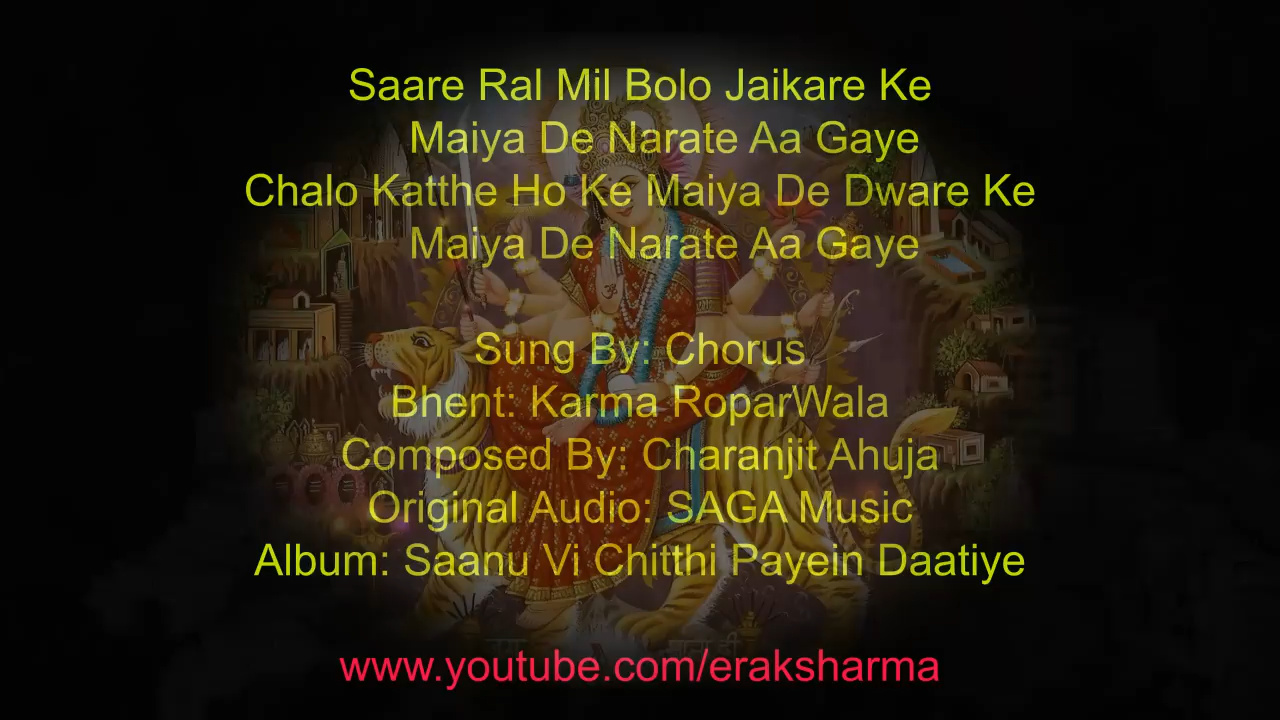 Saare Ral Mil Bolo Jaikare Ke
Maiya De Narate Aa Gaye
Chalo Katthe Ho Ke Maiya De Dware Ke
Maiya De Narate Aa Gaye
Sung By: Chorus
Bhent: Karma RoparWala
Composed By: Charanjit Ahuja
Original Audio: SAGA Music
Album: Saanu Vi Chitthi Payein Daatiye
www.youtube.com/eraksharma